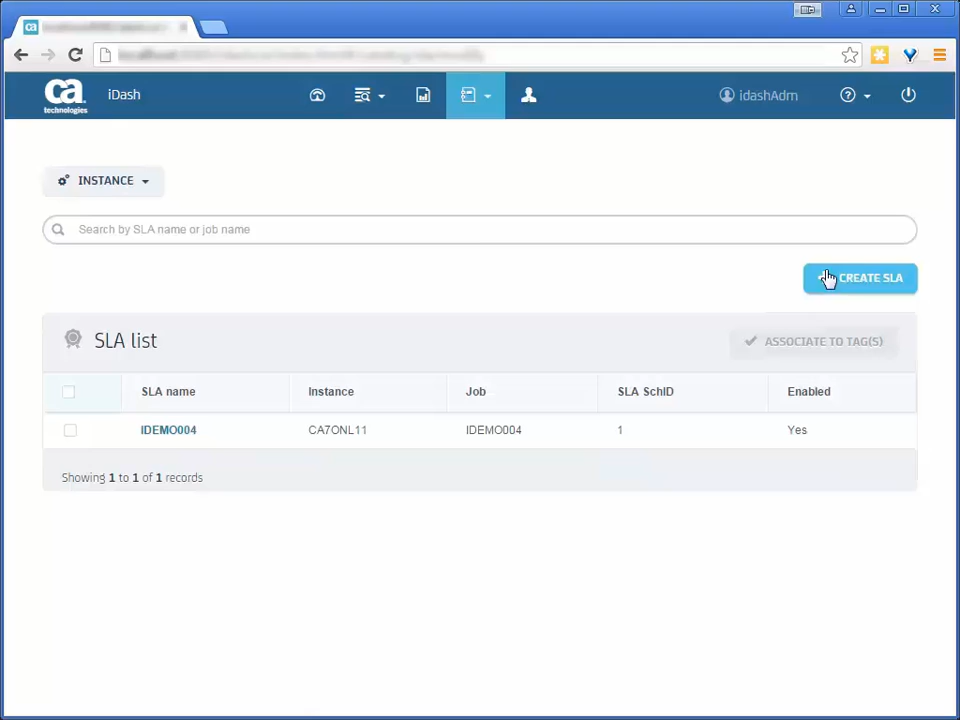 ca
technologies
iDash
idashAdm
INSTANCE
Search by SLA name or job name
CREATE SLA
SLA list
ASSOCIATE TO TAG(S)
SLA name Instance Job SLA SchID Enabled
IDEMO004 CA7ONL11 IDEMO004 1 Yes
Showing 1 to 1 of 1 records